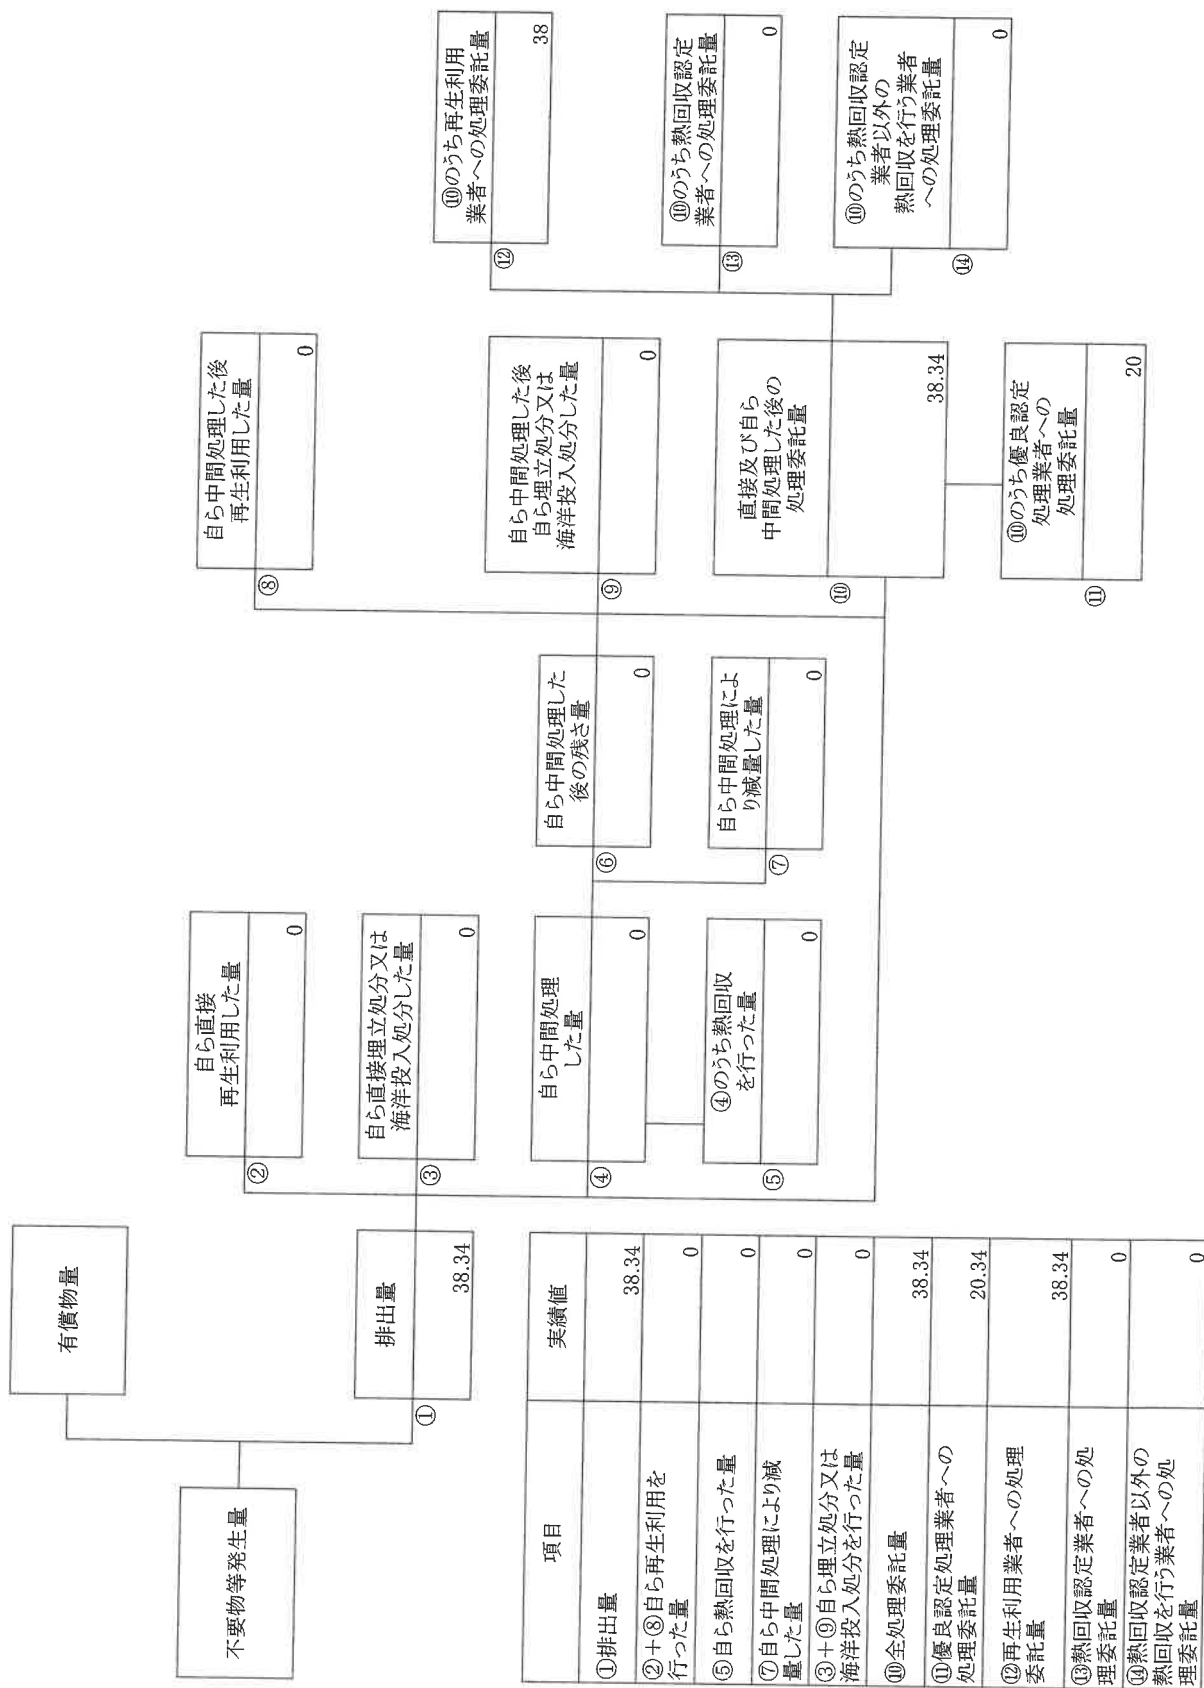 不要物等発生量
有償物量
排出量
①
38.34
自ら直接
再生利用した量
②
0
自ら直接埋立処分又は
海洋投入処分した量
③
0
自ら中間処理
した量
④
0
④のうち熱回収
を行った量
⑤
0
自ら中間処理した
後の残さ量
⑥
0
自ら中間処理によ
り減量した量
⑦
0
自ら中間処理した後
再生利用した量
⑧
0
自ら中間処理した後
自ら埋立処分又は
海洋投入処分した量
⑨
0
直接及び自ら
中間処理した後の
処理委託量
⑩
38.34
⑩のうち優良認定
処理業者への
処理委託量
⑪
20
⑩のうち再生利用
業者への処理委託量
⑫
38
⑩のうち熱回収認定
業者への処理委託量
⑬
0
⑩のうち熱回収認定
業者以外の
熱回収を行う業者
への処理委託量
⑭
0
項目 実績値
①排出量 38.34
②+⑧自ら再生利用を
行った量 0
⑤自ら熱回収を行った量 0
⑦自ら中間処理により減
量した量 0
③+⑨自ら埋立処分又は
海洋投入処分を行った量 0
⑩全処理委託量 38.34
⑪優良認定処理業者への
処理委託量 20.34
⑫再生利用業者への処理
委託量 38.34
⑬熱回収認定業者への処
理委託量 0
⑭熱回収認定業者以外の
熱回収を行う業者への処
理委託量 0